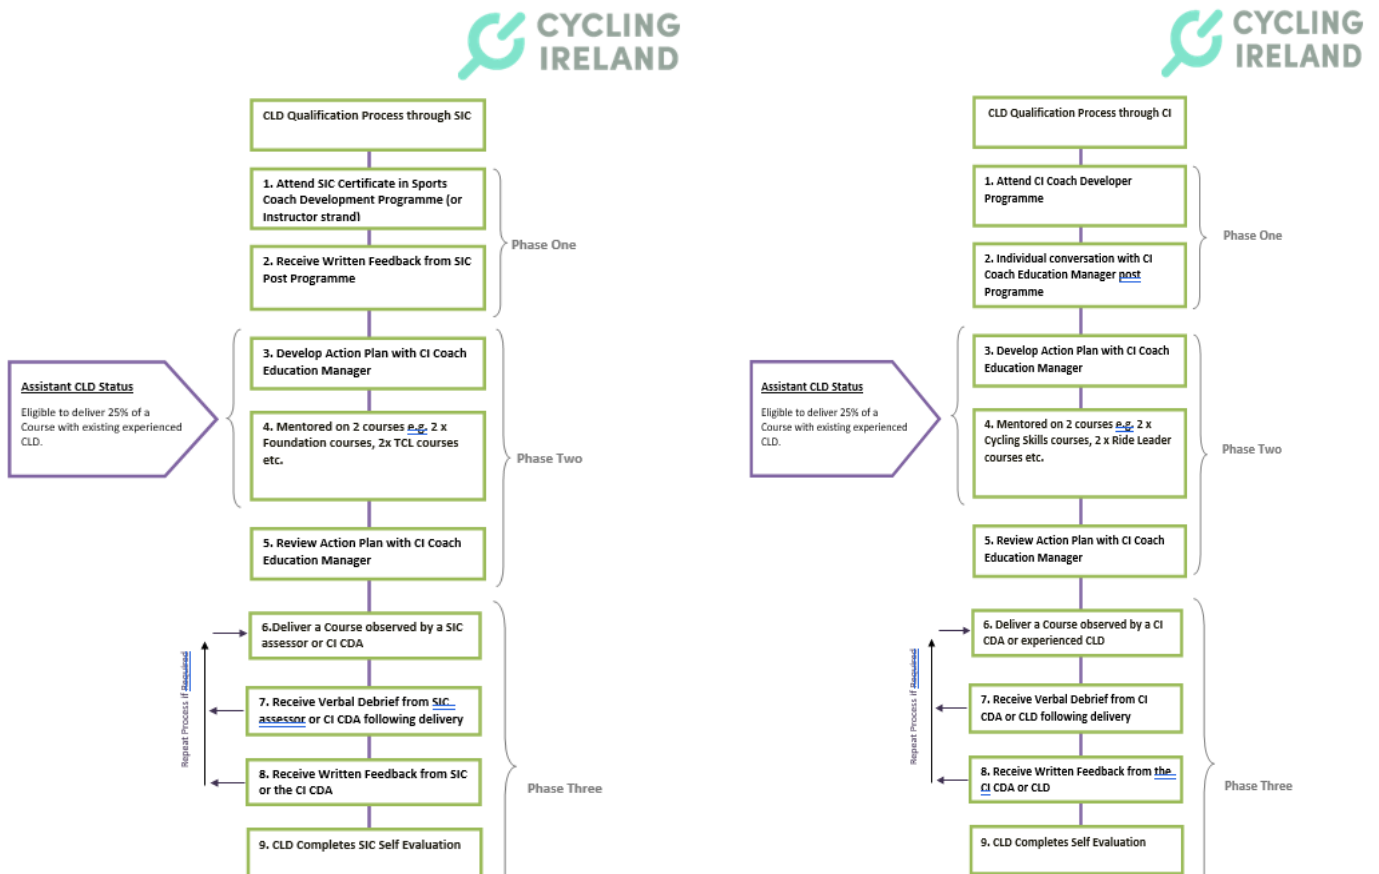 CYCLING
IRELAND
CLD Qualification Process through SIC
1. Attend SIC Certificate in Sports
Coach Development Programme (or
Instructor strand)
Phase One
2. Receive Written Feedback from SIC
Post Programme
3. Develop Action Plan with CI Coach
Education Manager
Assistant CLD Status
Eligible to deliver 25% of a
Course with existing experienced
CLD.
4. Mentored on 2 courses e.g. 2 x
Foundation courses, 2x TCL courses
etc.
Phase Two
5. Review Action Plan with CI Coach
Education Manager
6.Deliver a Course observed by a SIC
assessor or CI CDA
Repeat Process if Required
7. Receive Verbal Debrief from SIC
assessor or CI CDA following delivery
8. Receive Written Feedback from SIC
or the CI CDA
Phase Three
9. CLD Completes SIC Self Evaluation
CYCLING
IRELAND
CLD Qualification Process through CI
1. Attend CI Coach Developer
Programme
Phase One
2. Individual conversation with CI
Coach Education Manager post
Programme
3. Develop Action Plan with CI Coach
Education Manager
Assistant CLD Status
Eligible to deliver 25% of a
Course with existing experienced
CLD.
4. Mentored on 2 courses e.g. 2 x
Cycling Skills courses, 2 x Ride Leader
courses etc.
Phase Two
5. Review Action Plan with CI Coach
Education Manager
6. Deliver a Course observed by a CI
CDA or experienced CLD
Repeat Process if Required
7. Receive Verbal Debrief from CI
CDA or CLD following delivery
8. Receive Written Feedback from the
CI CDA or CLD
Phase Three
9. CLD Completes Self Evaluation